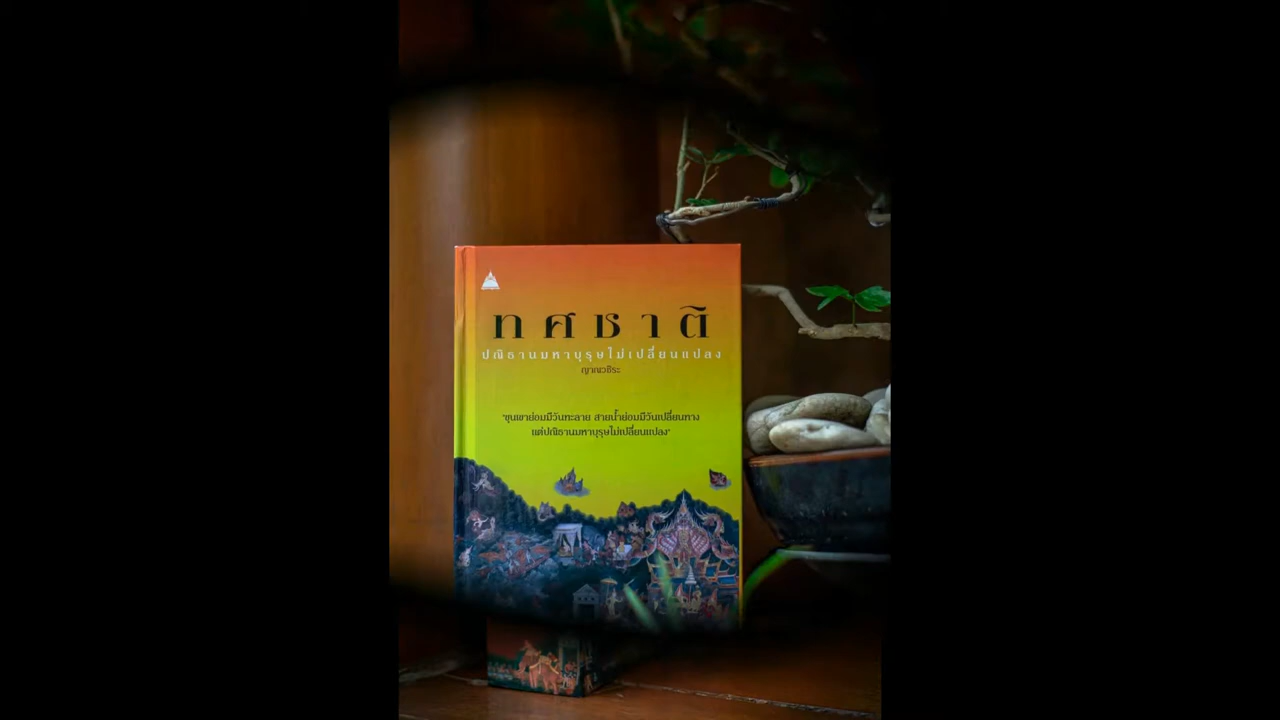 ทศชาติ
ปณิธานมหาบุรุษไม่เปลี่ยนแปลง
ญาณวชิระ
"ขุนเขาย่อมมีวันทะลาย สายน้ำย่อมมีวันเปลี่ยนทาง
แต่ปณิธานมหาบุรุษไม่เปลี่ยนแปลง"